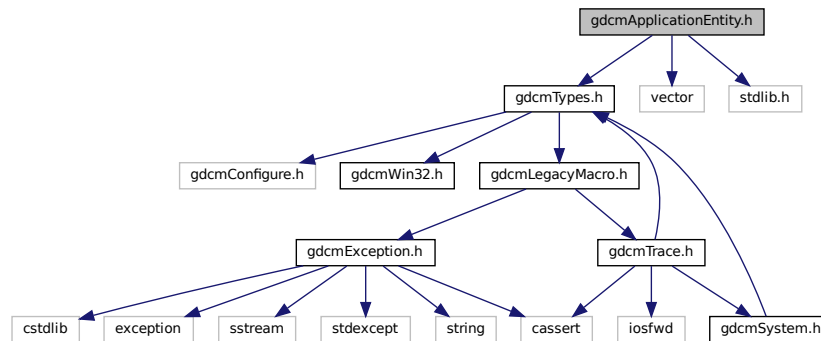 gdcmApplicationEntity.h
gdcmTypes.h
vector
stdlib.h
gdcmConfigure.h
gdcmWin32.h
gdcmLegacyMacro.h
gdcmException.h
gdcmTrace.h
cstdlib
exception
sstream
stdexcept
string
cassert
iosfwd
gdcmSystem.h